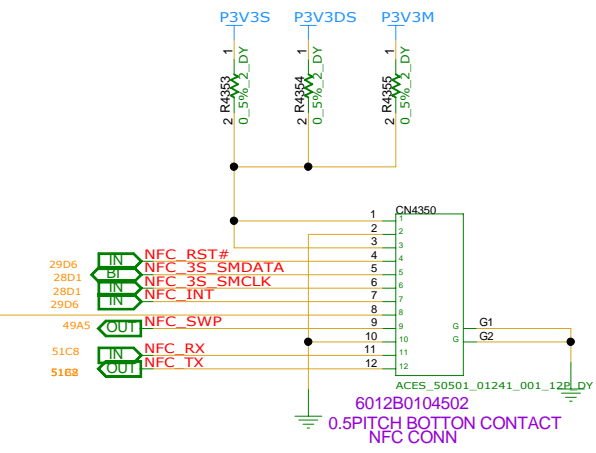 P3V3S P3V3DS P3V3M
1 1 1
R4353 0_5%_2_DY R4354 0_5%_2_DY R4355 0_5%_2_DY
2 2 2
CN4350
1 1
2 2
3 3
IN NFC_RST# 4 4
29D6 BI NFC_3S_SMDATA 5 5
28D1 IN NFC_3S_SMCLK 6 6
28D1 IN NFC_INT 7 7
29D6 8 8
49A5 OUT NFC_SWP 9 9 G G1
10 10 G G2
51C8 IN NFC_RX 11 11
OUT NFC_TX 12 12
ACES_50501_01241_001_12P_DY
6012B0104502
0.5PITCH BOTTON CONTACT
NFC CONN